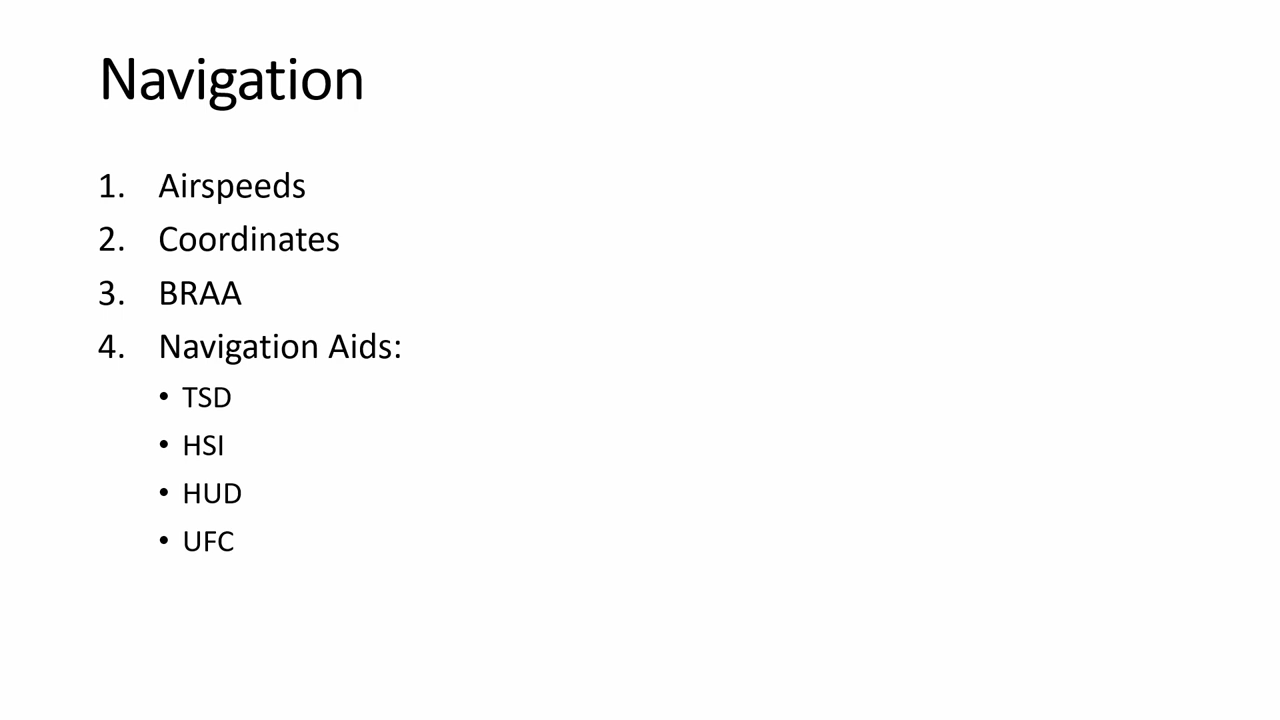 Navigation
1. Airspeeds
2. Coordinates
3. BRAA
4. Navigation Aids:
• TSD
• HSI
• HUD
• UFC